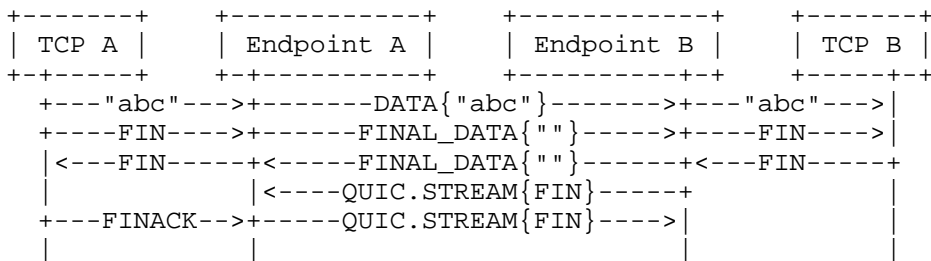 +-------+     +------------+     +------------+     +-------+
| TCP A |     | Endpoint A |     | Endpoint B |     | TCP B |
+-+-----+     +-+----------+     +----------+-+     +-----+-+
  +---"abc"--->+-------DATA{"abc"}------->+---"abc"--->|
  +----FIN---->+------FINAL_DATA{""}----->+----FIN---->|
  |<---FIN-----+<-----FINAL_DATA{""}------+<---FIN-----+
  |            |<----QUIC.STREAM{FIN}-----+            |
  +---FINACK-->+-----QUIC.STREAM{FIN}---->|            |
  |            |                          |            |